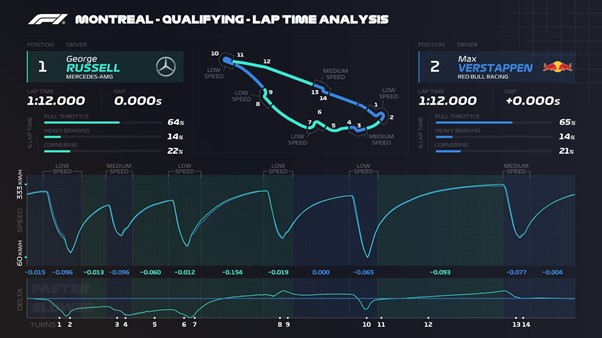 F1 MONTREAL - QUALIFYING - LAP TIME ANALYSIS
POSITION DRIVER
1 George RUSSELL
MERCEDES-AMG
LAP TIME GAP
1:12.000 0.000s
% LAP TIME
FULL THROTTLE 64%
HEAVY BRAKING 14%
CORNERING 22%
10 11 12
LOW SPEED
MEDIUM SPEED
13 14
LOW SPEED
9
8
LOW SPEED
1
2
6
7 5 4 3
LOW SPEED
MEDIUM SPEED
POSITION DRIVER
2 Max VERSTAPPEN
RED BULL RACING
Red Bull
LAP TIME GAP
1:12.000 +0.000s
% LAP TIME
FULL THROTTLE 65%
HEAVY BRAKING 14%
CORNERING 21%
LOW SPEED MEDIUM SPEED LOW SPEED LOW SPEED LOW SPEED MEDIUM SPEED
333 KM/H
SPEED
60 KM/H
-0.015 -0.096 -0.013 -0.096 -0.060 -0.012 -0.154 -0.019 0.000 -0.065 -0.093 -0.077 -0.004
DELTA
FASTER
SLOWER
TURNS 1 2 3 4 5 6 7 8 9 10 11 12 13 14